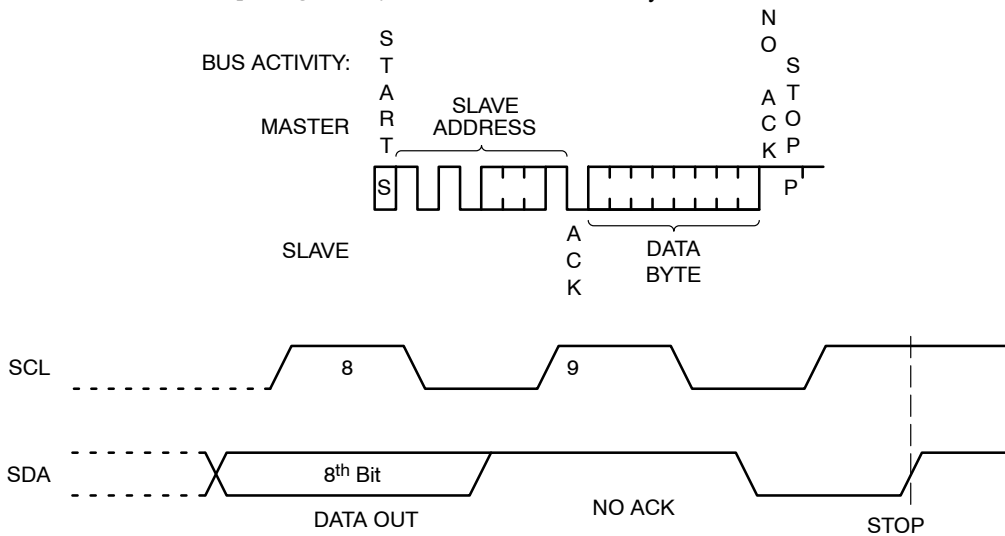 BUS ACTIVITY:
MASTER
START
SLAVE
ADDRESS
NO ACK
STOP
S
P
SLAVE
ACK
DATA
BYTE
SCL
8
9
SDA
8th Bit
DATA OUT
NO ACK
STOP